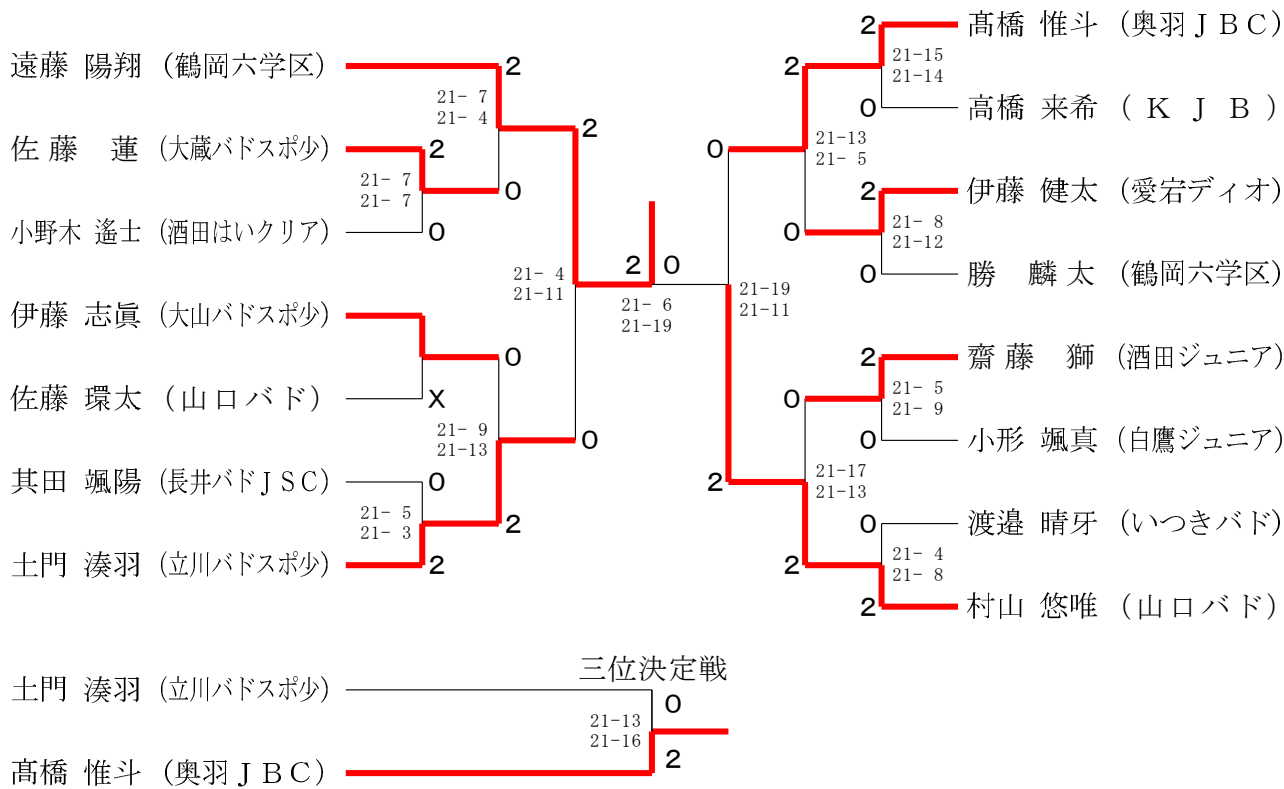 遠藤 陽翔 (鶴岡六学区)
2
21- 7
21- 4
佐藤 蓮 (大蔵バドスポ少)
2
21- 7
21- 7
0
小野木 遙士 (酒田はいクリア)
0
2
21- 4
21-11
伊藤 志眞 (大山バドスポ少)
0
佐藤 環太 (山口バド)
X
21- 9
21-13
0
其田 颯陽 (長井バドJSC)
0
21- 5
21- 3
2
土門 湊羽 (立川バドスポ少)
2
2 0
21- 6
21-19
2 髙橋 惟斗 (奥羽JBC)
21-15
21-14
2
0 高橋 来希 (KJB)
21-13
21- 5
0
2 伊藤 健太 (愛宕ディオ)
21- 8
21-12
0
0 勝 麟太 (鶴岡六学区)
21-19
21-11
2 齋藤 獅 (酒田ジュニア)
21- 5
21- 9
0
0 小形 颯真 (白鷹ジュニア)
21-17
21-13
2
0 渡邉 晴牙 (いつきバド)
21- 4
21- 8
2
2 村山 悠唯 (山口バド)
三位決定戦
土門 湊羽 (立川バドスポ少)
0
21-13
21-16
2
髙橋 惟斗 (奥羽JBC)